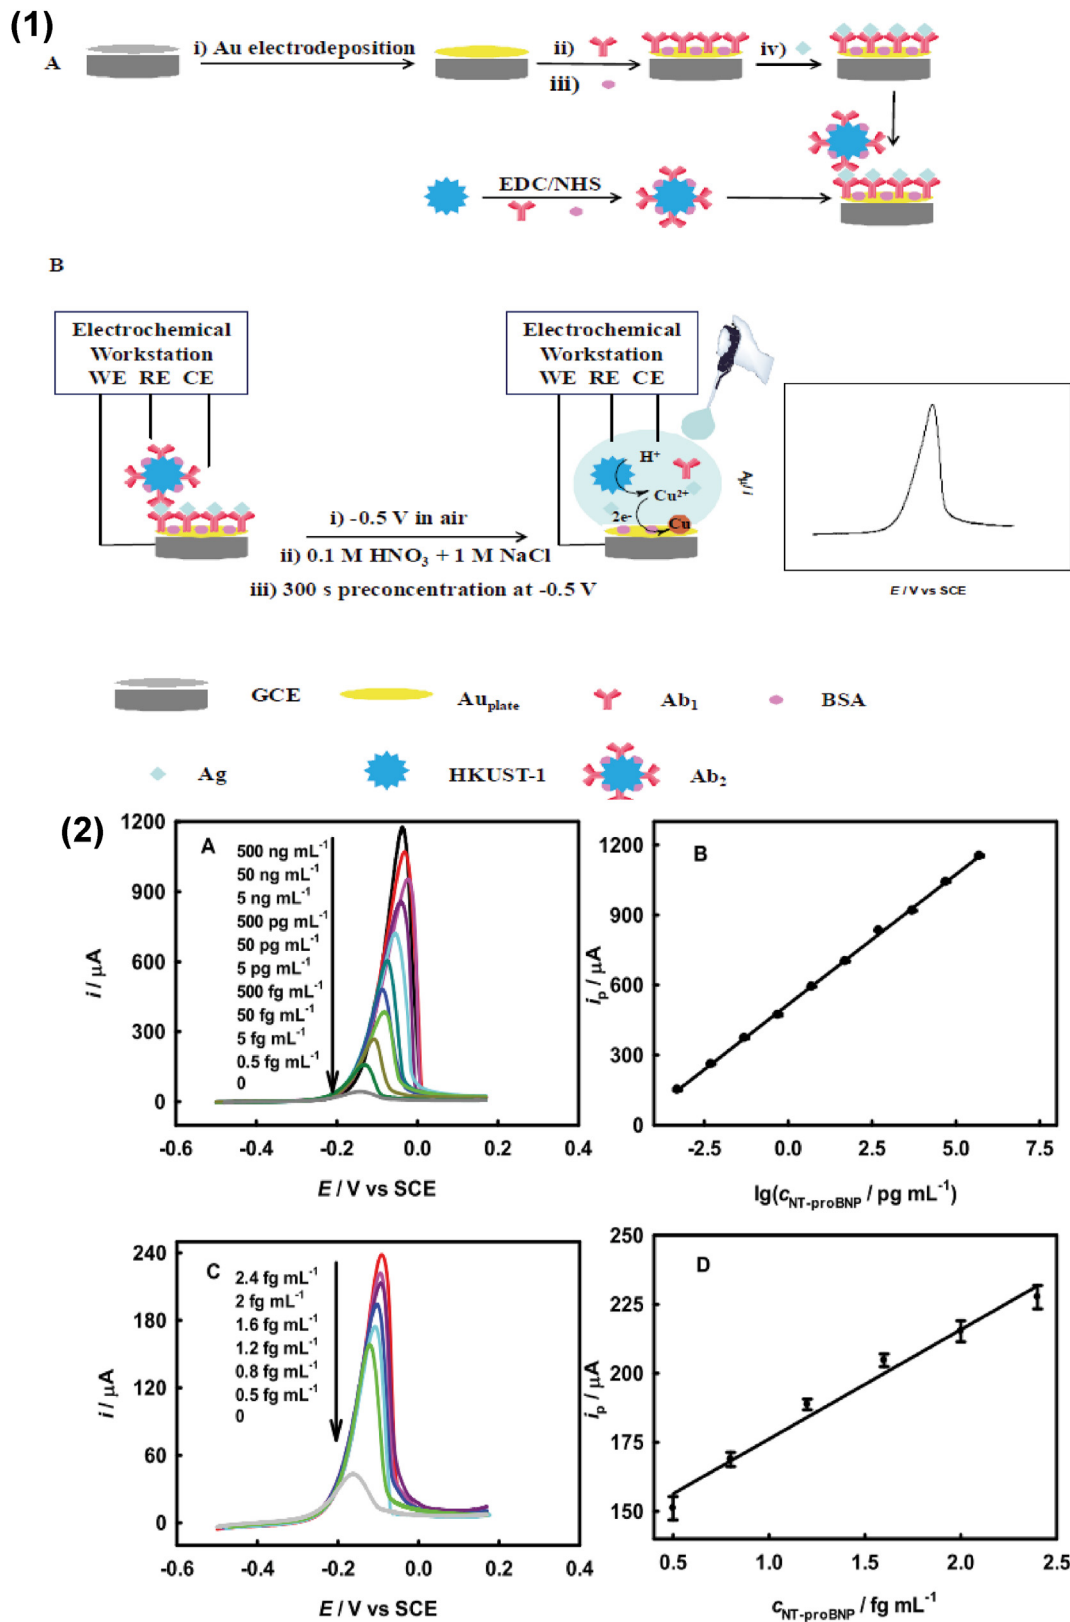 (1)
A
i) Au electrodeposition
ii)
iii)
iv)
EDC/NHS
B
Electrochemical
Workstation
WE RE CE
i) -0.5 V in air
ii) 0.1 M HNO₃ + 1 M NaCl
iii) 300 s preconcentration at -0.5 V
Electrochemical
Workstation
WE RE CE
H⁺
Cu²⁺
2e-
Cu
E / V vs SCE
GCE
Au_plate
Ab₁
BSA
Ag
HKUST-1
Ab₂
(2)
A
500 ng mL⁻¹
50 ng mL⁻¹
5 ng mL⁻¹
500 pg mL⁻¹
50 pg mL⁻¹
5 pg mL⁻¹
500 fg mL⁻¹
50 fg mL⁻¹
5 fg mL⁻¹
0.5 fg mL⁻¹
0
1200
900
600
300
0
i / μA
-0.6 -0.4 -0.2 0.0 0.2 0.4
E / V vs SCE
B
1200
900
600
300
0
i_p / μA
-2.5 0.0 2.5 5.0 7.5
lg(c_NT-proBNP / pg mL⁻¹)
C
2.4 fg mL⁻¹
2 fg mL⁻¹
1.6 fg mL⁻¹
1.2 fg mL⁻¹
0.8 fg mL⁻¹
0.5 fg mL⁻¹
0
240
180
120
60
0
i / μA
-0.6 -0.4 -0.2 0.0 0.2 0.4
E / V vs SCE
D
250
225
200
175
150
i_p / μA
0.5 1.0 1.5 2.0 2.5
c_NT-proBNP / fg mL⁻¹